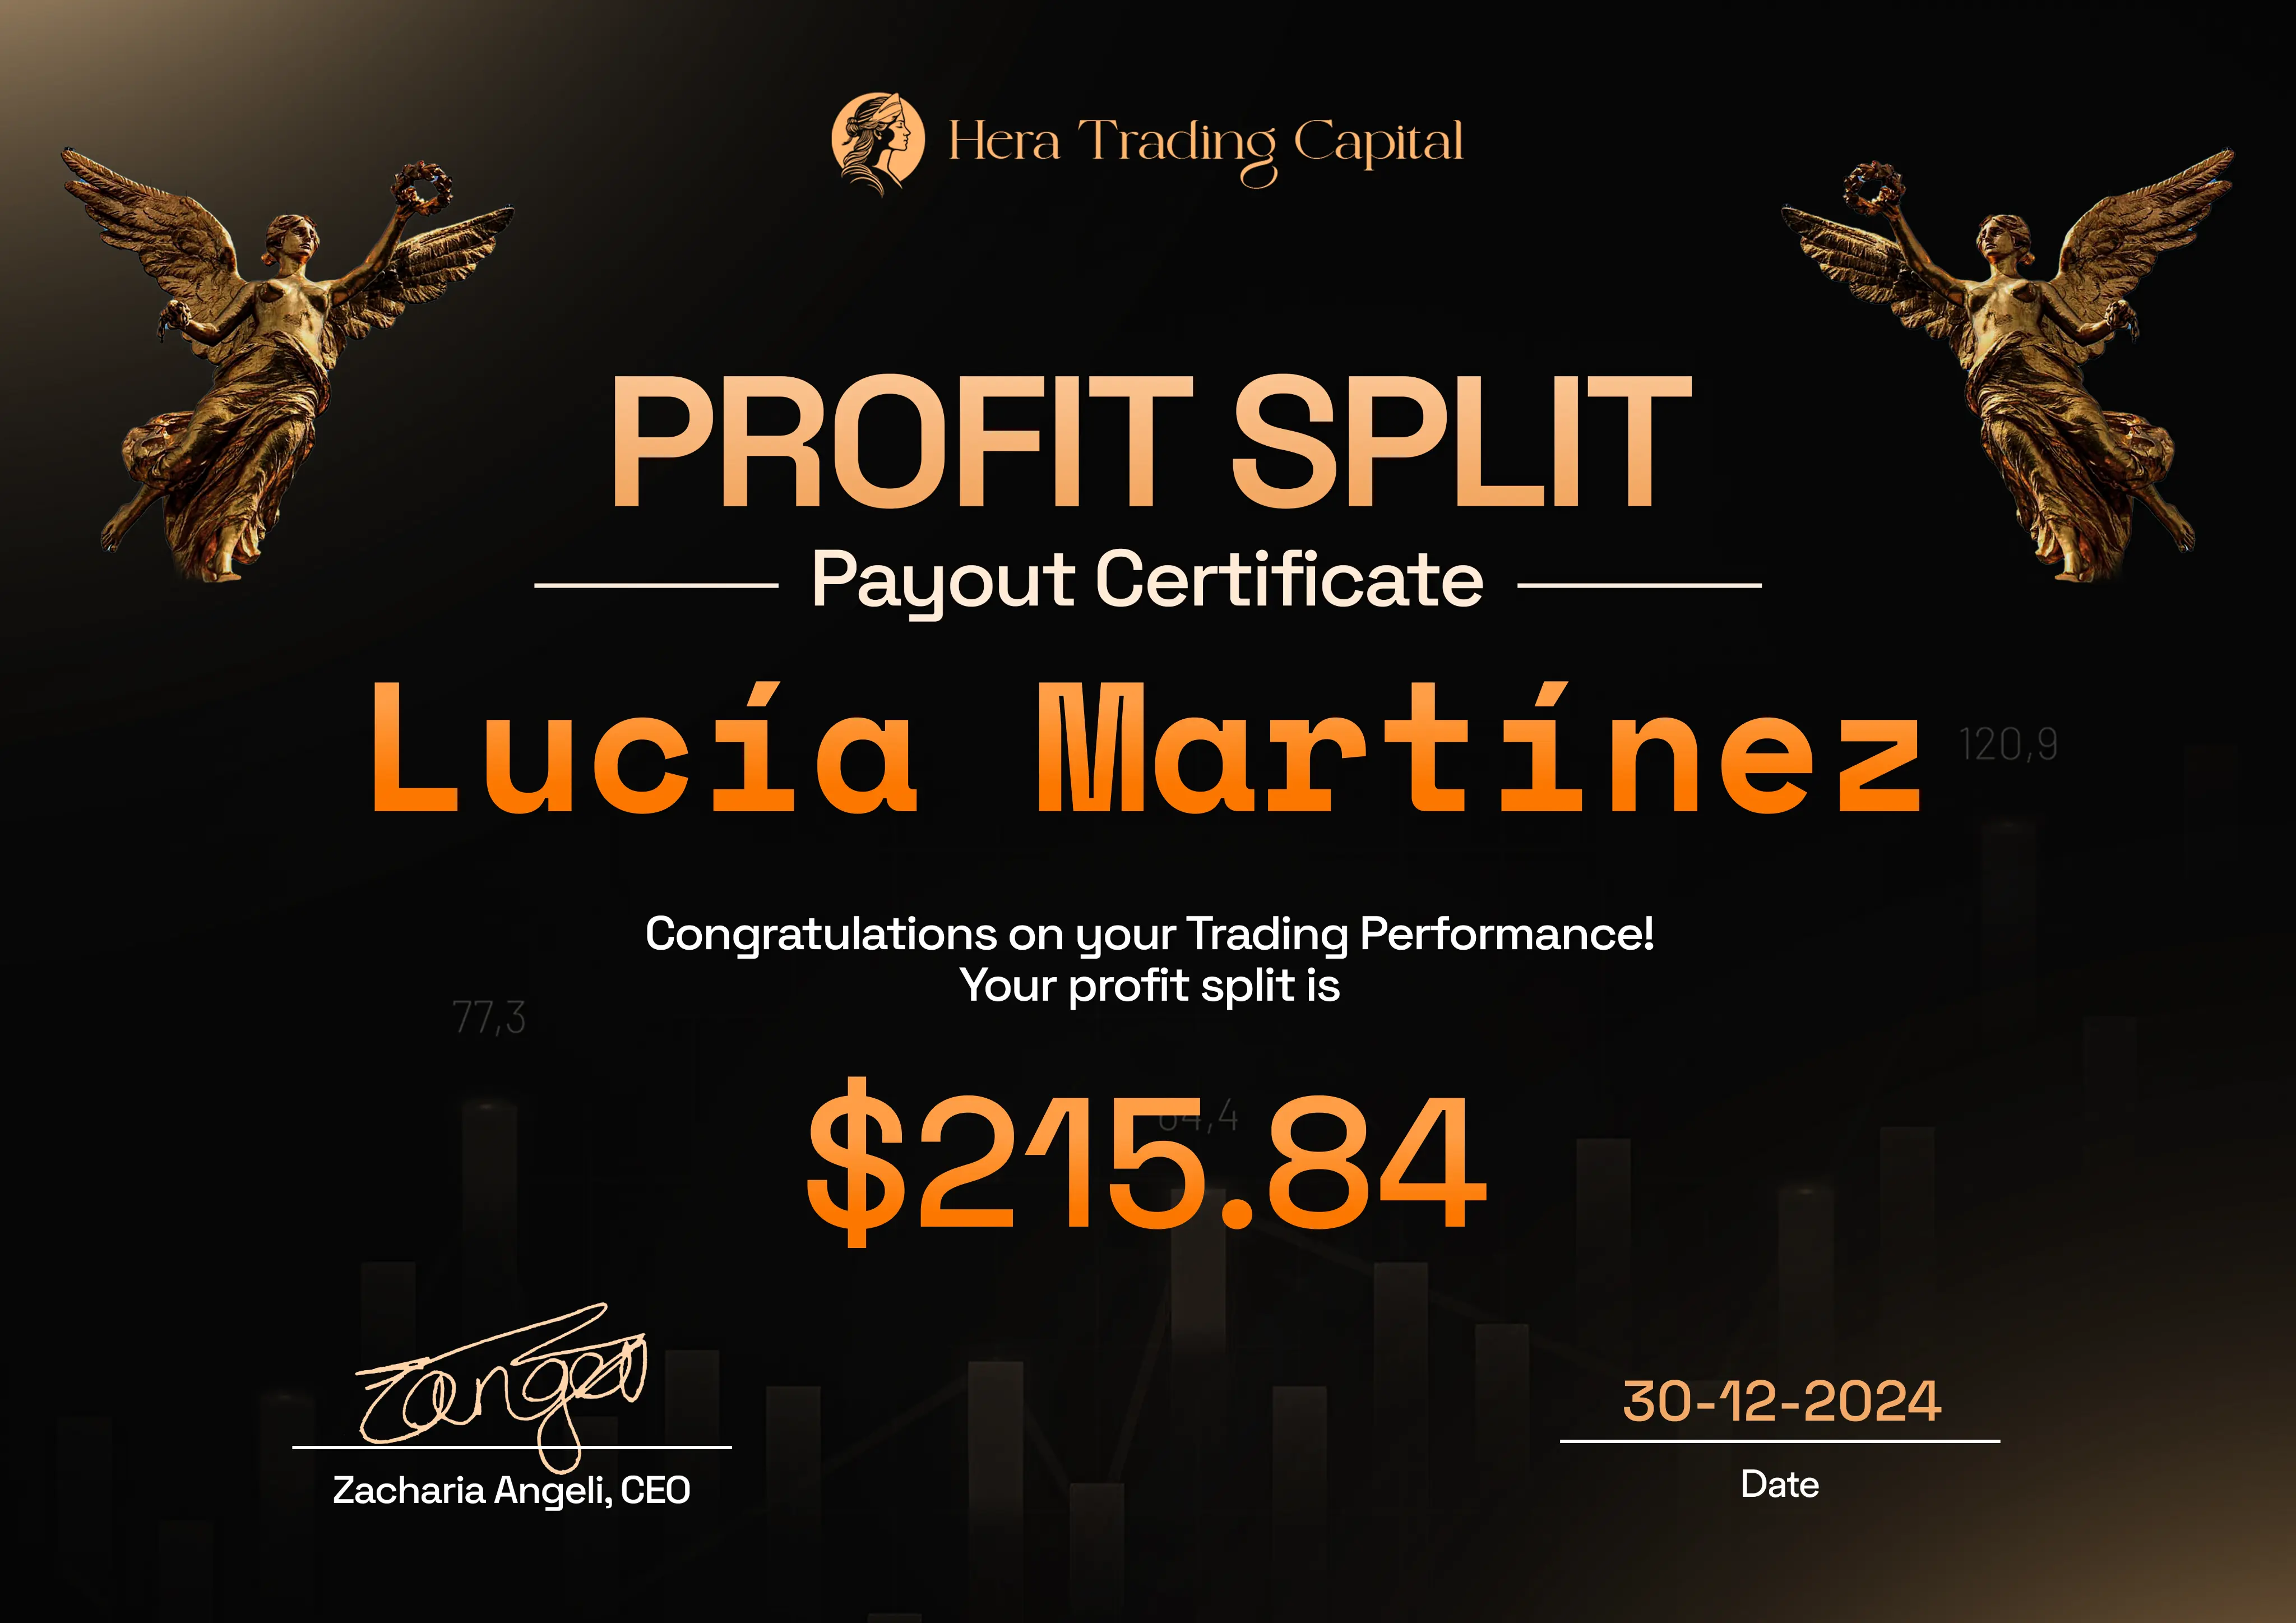 Hera Trading Capital
PROFIT SPLIT
Payout Certificate
Lucía Martínez
120,9
Congratulations on your Trading Performance!
Your profit split is
77,3
$215.84
30-12-2024
Zacharia Angeli, CEO
Date